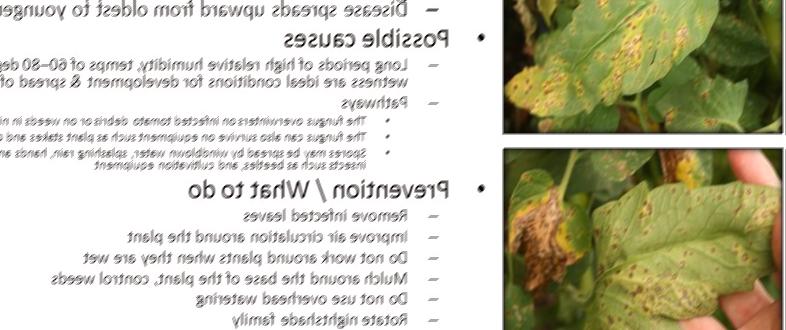 – Disease spreads upward from oldest to younger
• Possible causes
– Long periods of high relative humidity, temps of 60–80 deg
wetness are ideal conditions for development & spread of
– Pathways
• The fungus overwinters on infected tomato debris or on weeds in ni
• The fungus can also survive on equipment such as plant stakes and
• Spores may be spread by windblown water, splashing rain, hands an
insects such as beetles, and cultivation equipment
• Prevention / What to do
– Remove infected leaves
– Improve air circulation around the plant
– Do not work around plants when they are wet
– Mulch around the base of the plant, control weeds
– Do not use overhead watering
– Rotate nightshade family